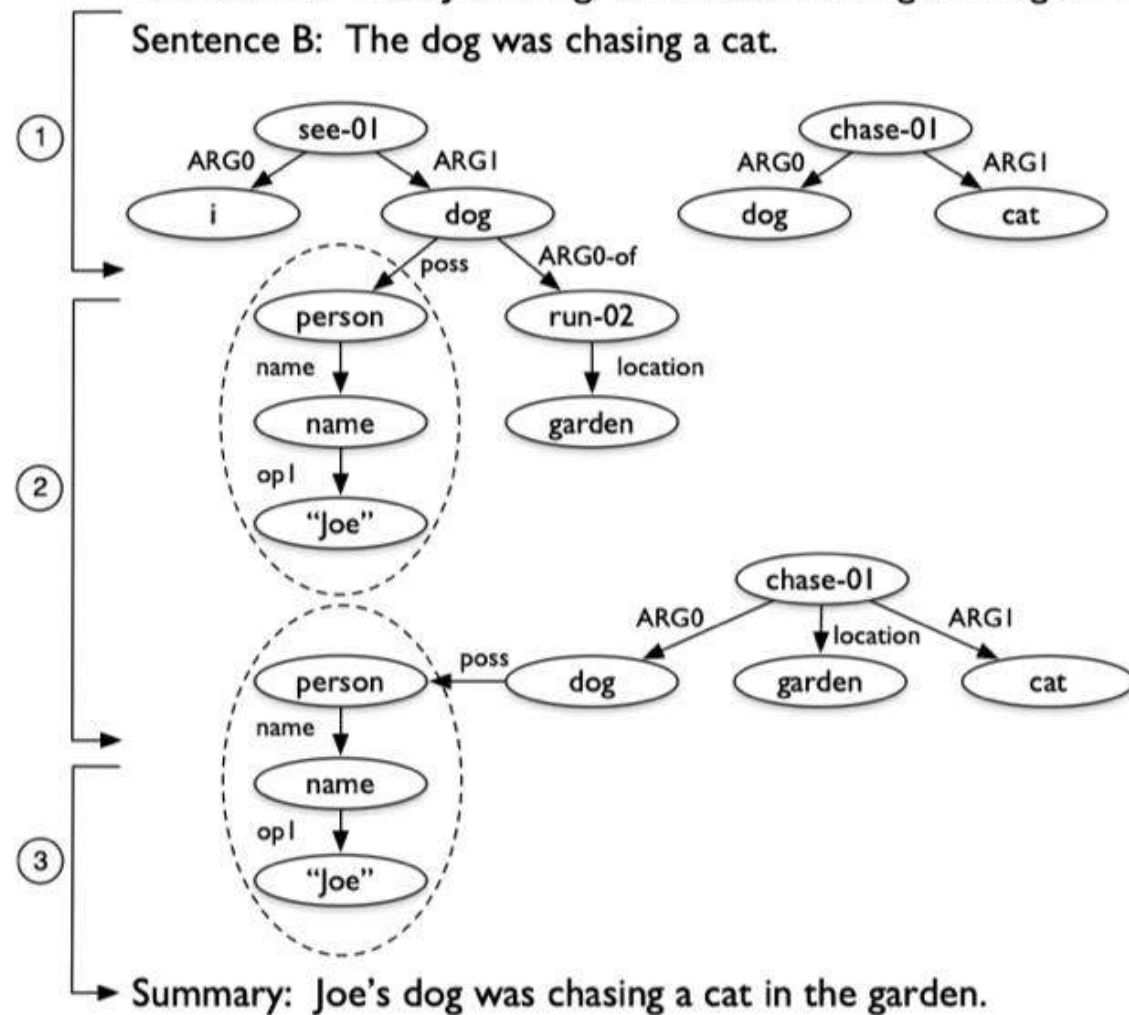 Sentence B: The dog was chasing a cat.
1
see-01
chase-01
ARG0
ARG1
ARG0
ARG1
i
dog
dog
cat
poss
ARG0-of
person
run-02
name
location
name
garden
2
op1
“Joe”
chase-01
ARG0
location
ARG1
person
poss
dog
garden
cat
name
name
op1
3
“Joe”
Summary: Joe’s dog was chasing a cat in the garden.